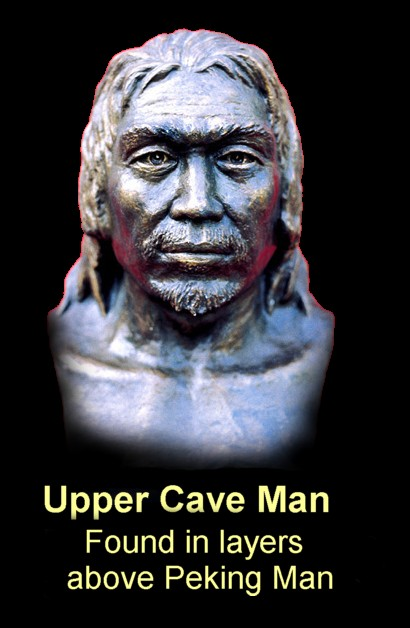 Upper Cave Man
Found in layers
above Peking Man